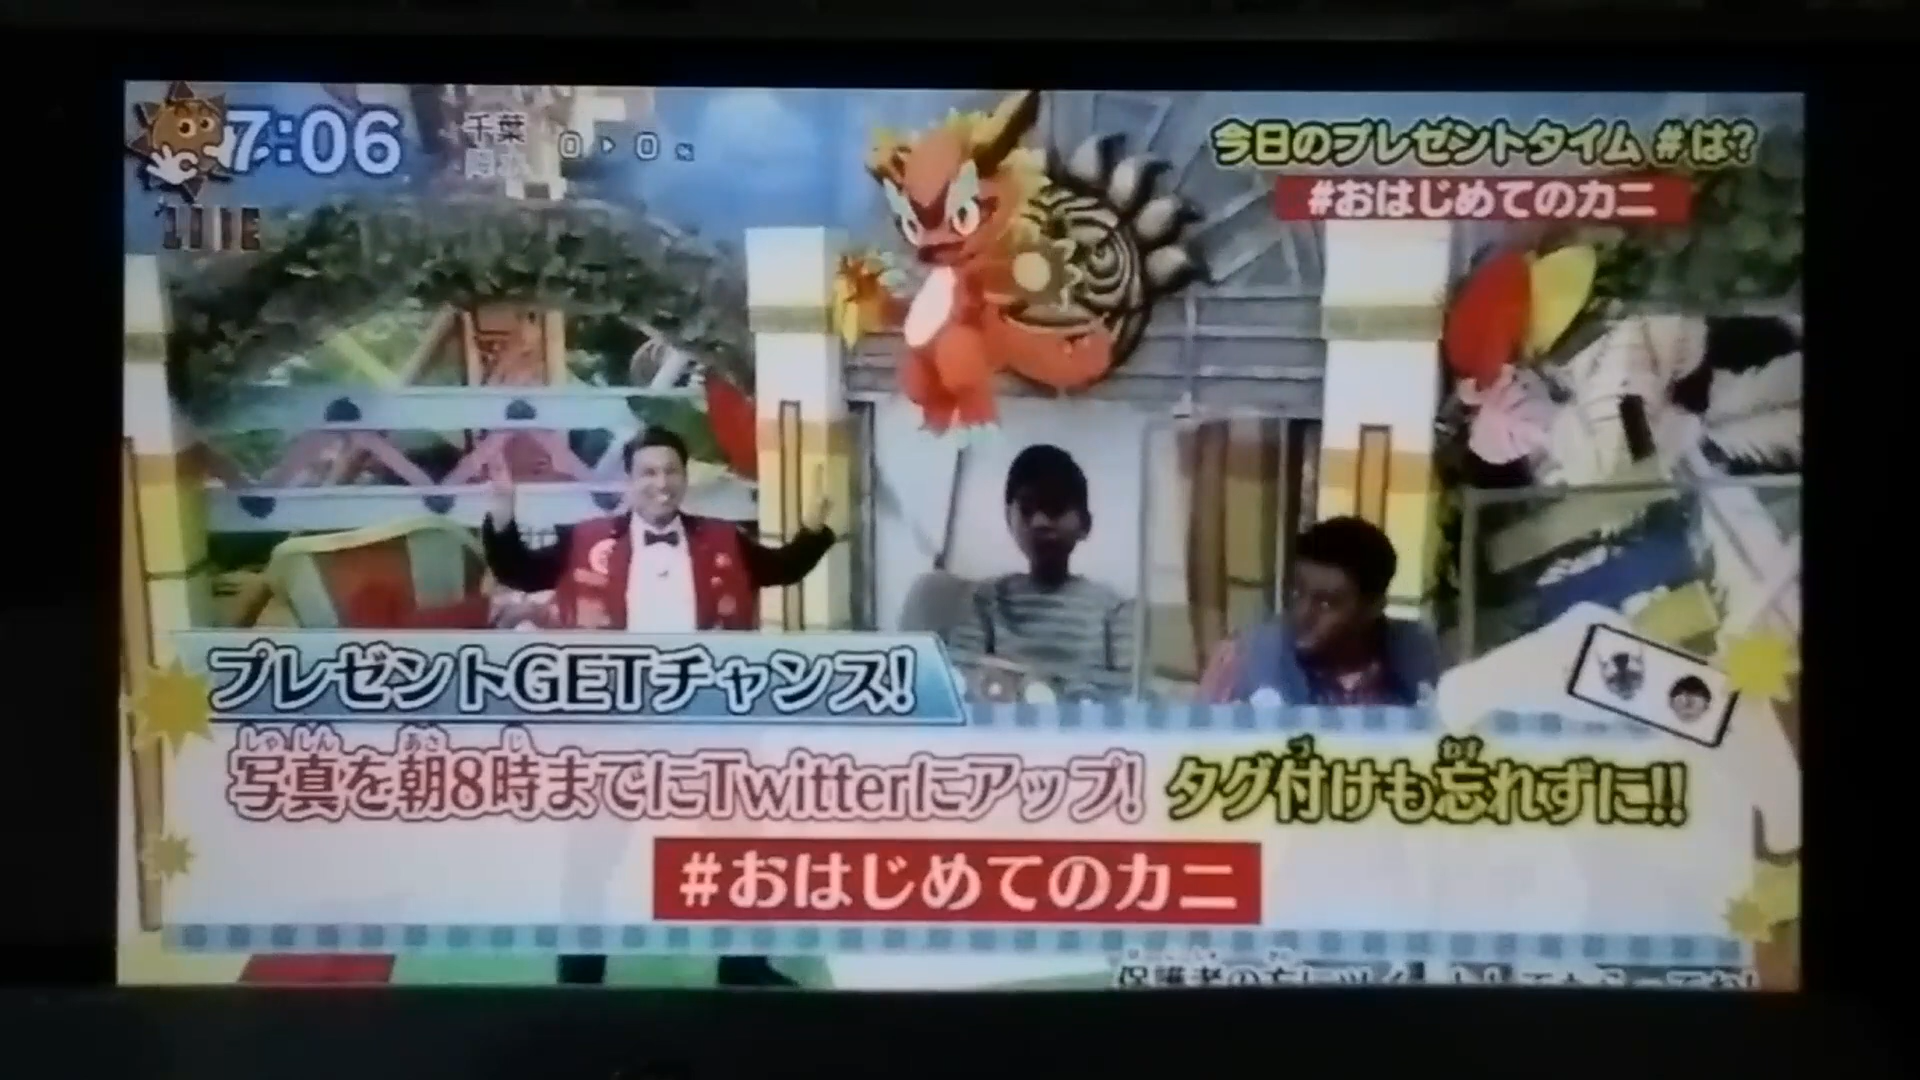 7:06
千葉
0 ▸ 0 %
今日のプレゼントタイム #は?
#おはじめてのカニ
プレゼントGETチャンス!
しゃしん あさ じ づ わす
写真を朝8時までにTwitterにアップ! タグ付けも忘れずに!!
#おはじめてのカニ